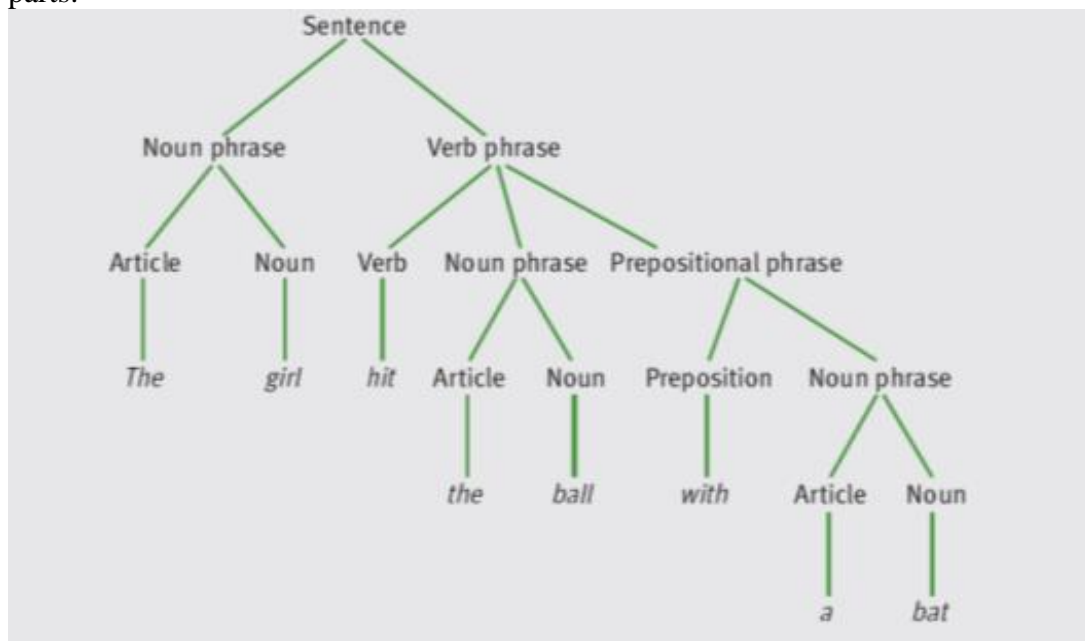 parts.
Sentence
Noun phrase Verb phrase
Article Noun Verb Noun phrase Prepositional phrase
The girl hit Article Noun Preposition Noun phrase
the ball with Article Noun
a bat